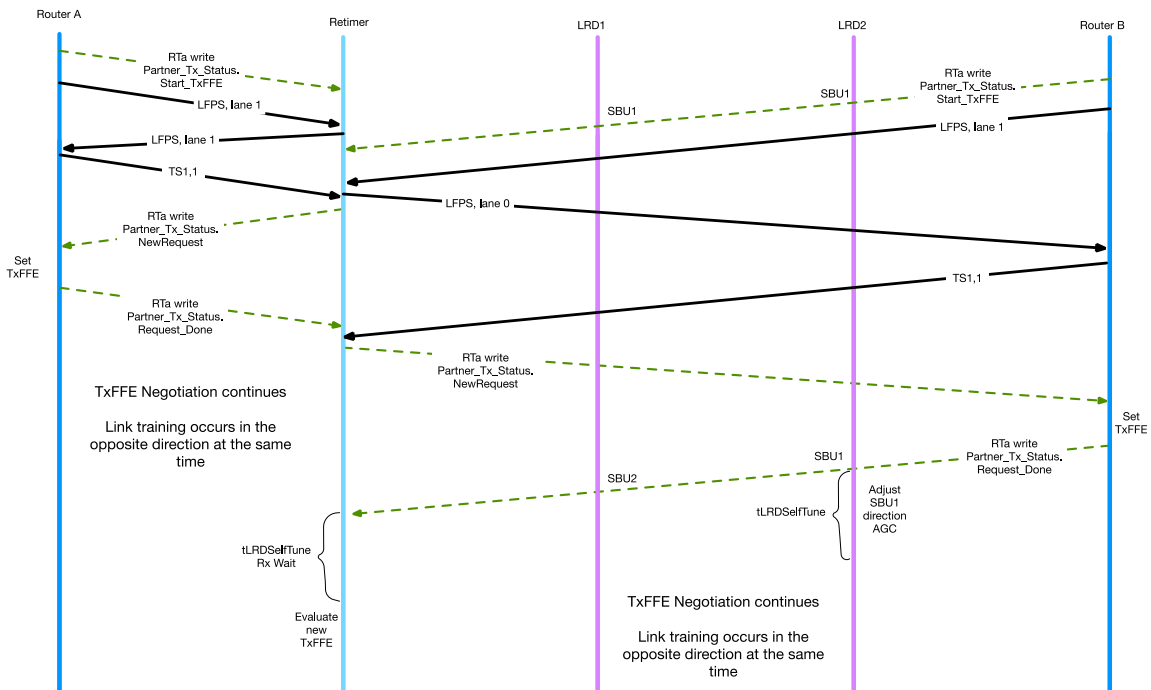 Router A
Retimer
LRD1
LRD2
Router B
RTa write
Partner_Tx_Status.
Start_TxFFE
RTa write
Partner_Tx_Status.
Start_TxFFE
SBU1
SBU1
LFPS, lane 1
LFPS, lane 1
LFPS, lane 1
TS1,1
LFPS, lane 0
RTa write
Partner_Tx_Status.
NewRequest
Set
TxFFE
TS1,1
RTa write
Partner_Tx_Status.
Request_Done
RTa write
Partner_Tx_Status.
NewRequest
TxFFE Negotiation continues
Link training occurs in the
opposite direction at the same
time
Set
TxFFE
RTa write
Partner_Tx_Status.
Request_Done
SBU1
SBU2
tLRDSelfTune
Adjust
SBU1
direction
AGC
tLRDSelfTune
Rx Wait
Evaluate
new
TxFFE
TxFFE Negotiation continues
Link training occurs in the
opposite direction at the same
time